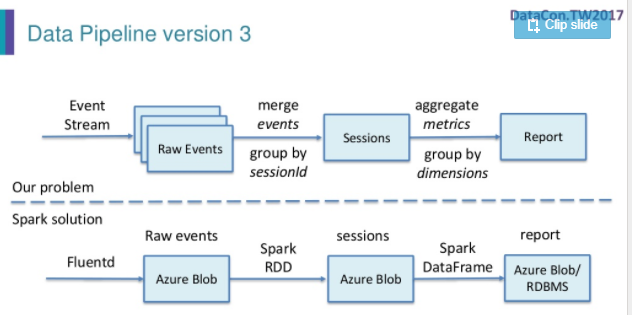 DataCon.TW2017
Clip slide
Data Pipeline version 3
Event
Stream
Raw Events
merge
events
group by
sessionId
Sessions
aggregate
metrics
group by
dimensions
Report
Our problem
Spark solution
Raw events
sessions
report
Fluentd
Azure Blob
Spark
RDD
Azure Blob
Spark
DataFrame
Azure Blob/
RDBMS